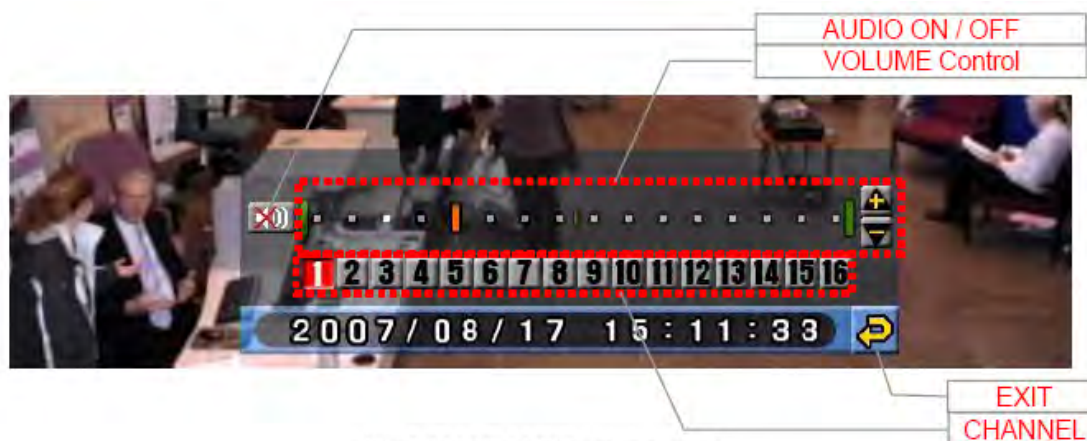 AUDIO ON / OFF
VOLUME Control
+
−
1 2 3 4 5 6 7 8 9 10 11 12 13 14 15 16
2007/08/17 15:11:33
EXIT
CHANNEL